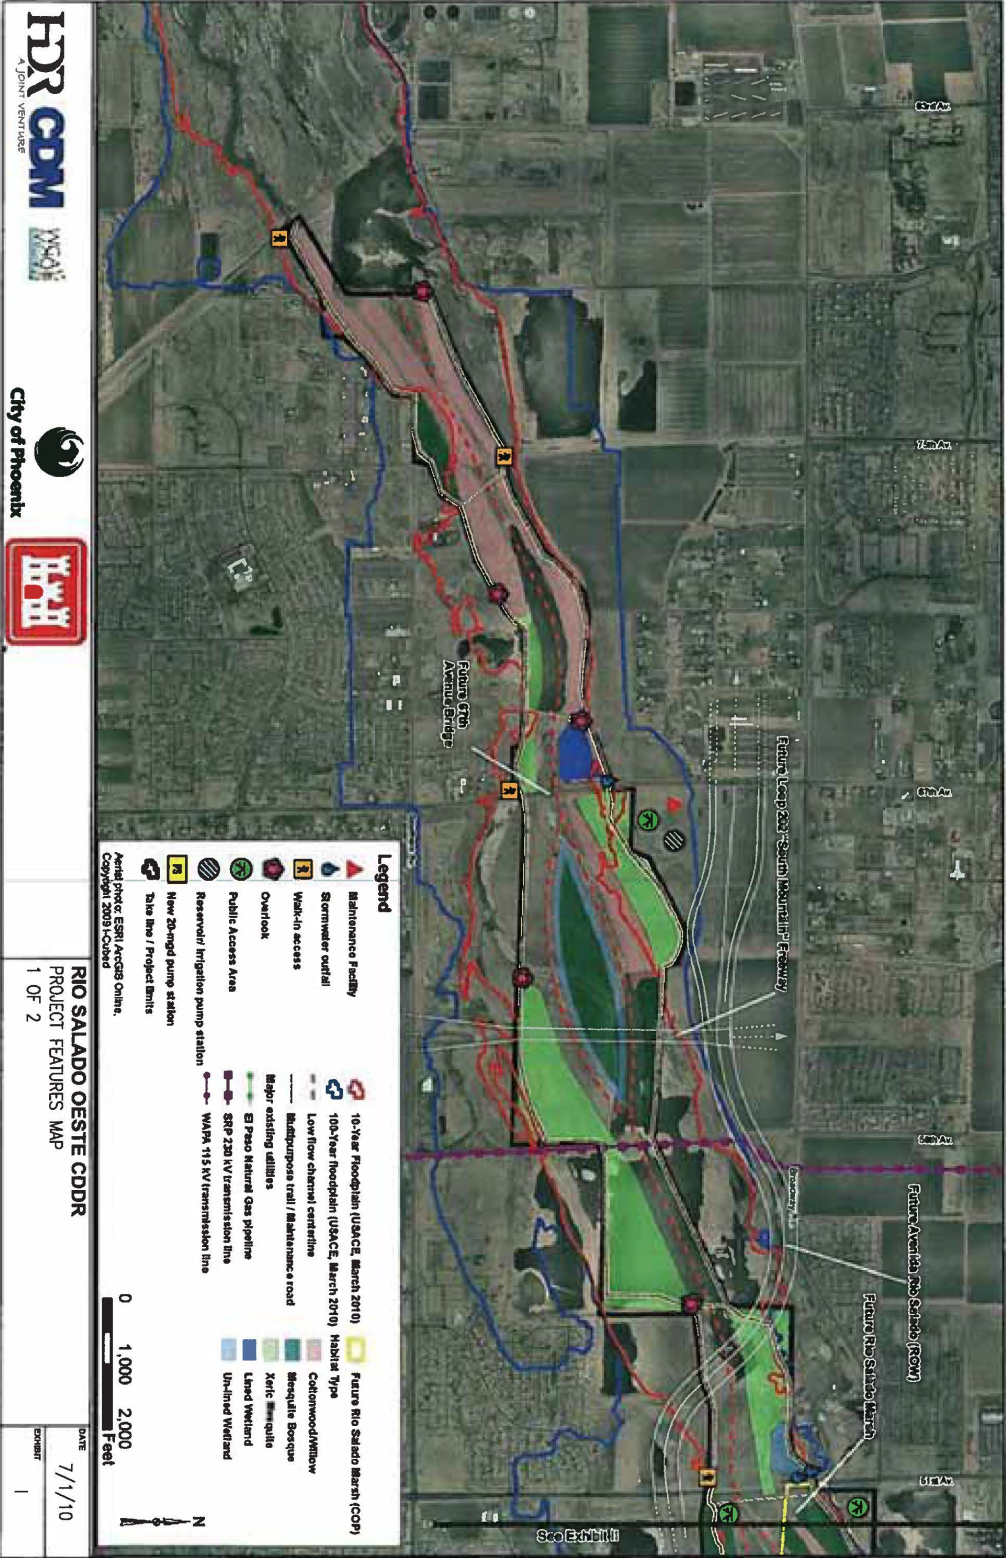 83rd Av.
75th Av.
67th Av.
59th Av.
51st Av.
Future 67th
Avenue Bridge
Future Loop 202 "South Mountain" Freeway
Future Avenida Rio Salado (ROW)
Future Rio Salado Marsh
See Exhibit II
Legend
Maintenance Facility
Stormwater outfall
Walk-in access
Overlook
Public Access Area
Reservoir/ Irrigation pump station
New 20-mgd pump station
Take line / Project limits
10-Year Floodplain (USACE, March 2010)
100-Year floodplain (USACE, March 2010)
Low flow channel centerline
Multipurpose trail / Maintenance road
Major existing utilities
El Paso Natural Gas pipeline
SRP 230 kV transmission line
WAPA 115 kV transmission line
Future Rio Salado Marsh (COP)
Habitat Type
Cottonwood/Willow
Mesquite Bosque
Xeric Mesquite
Lined Wetland
Un-lined Wetland
Aerial photo: ESRI ArcGIS Online,
Copyright 2009 i-Cubed
0 1,000 2,000
Feet
N
HDR CDM
A JOINT VENTURE
City of Phoenix
RIO SALADO OESTE CDDR
PROJECT FEATURES MAP
1 OF 2
DATE
7/1/10
EXHIBIT
I